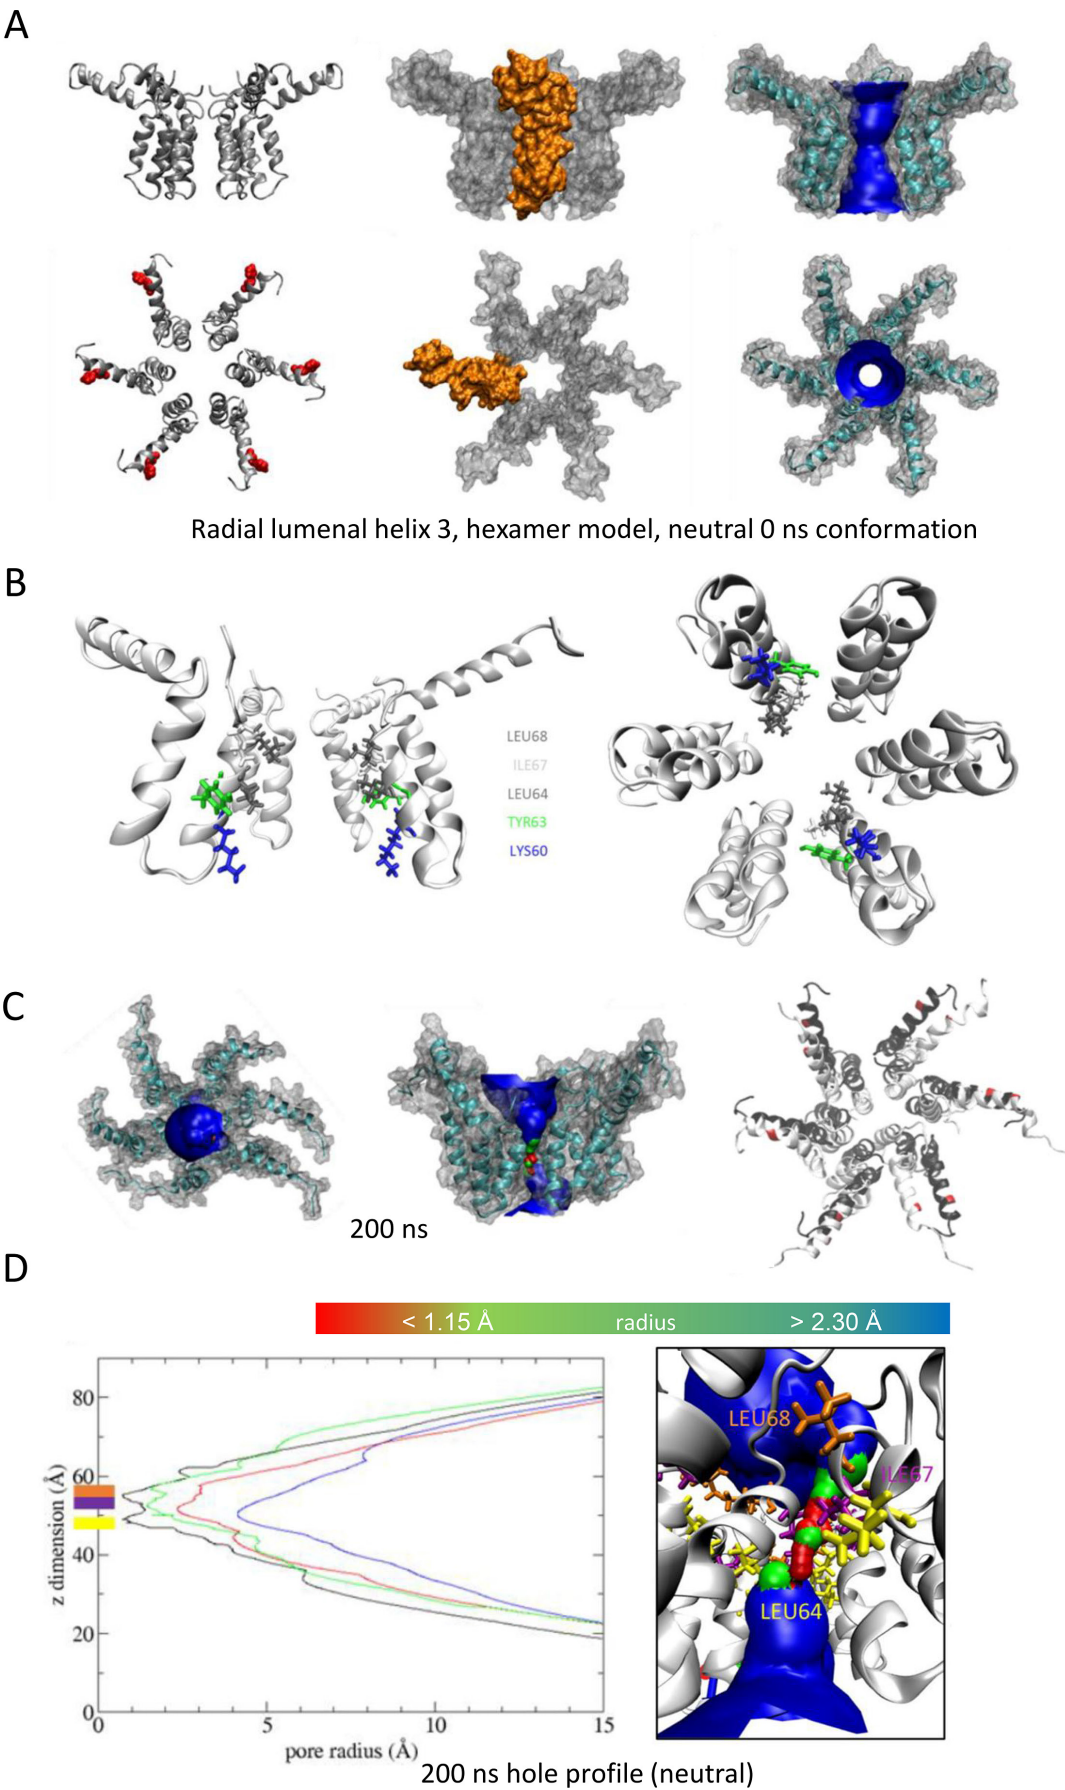 A
Radial lumenal helix 3, hexamer model, neutral 0 ns conformation
B
LEU68
ILE67
LEU64
TYR63
LYS60
C
200 ns
D
< 1.15 Å radius > 2.30 Å
80
60
40
20
0
z dimension (Å)
0 5 10 15
pore radius (Å)
LEU68
ILE67
LEU64
200 ns hole profile (neutral)